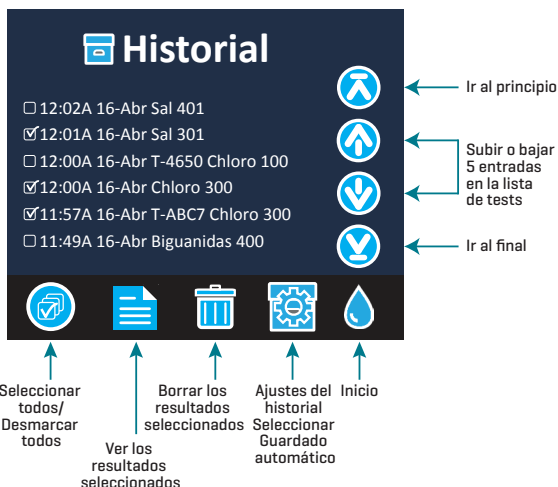 Historial
12:02A 16-Abr Sal 401
12:01A 16-Abr Sal 301
12:00A 16-Abr T-4650 Chloro 100
12:00A 16-Abr Chloro 300
11:57A 16-Abr T-ABC7 Chloro 300
11:49A 16-Abr Biguanidas 400
Ir al principio
Subir o bajar
5 entradas
en la lista
de tests
Ir al final
Seleccionar
todos/
Desmarcar
todos
Ver los
resultados
seleccionados
Borrar los
resultados
seleccionados
Ajustes del
historial
Seleccionar
Guardado
automático
Inicio